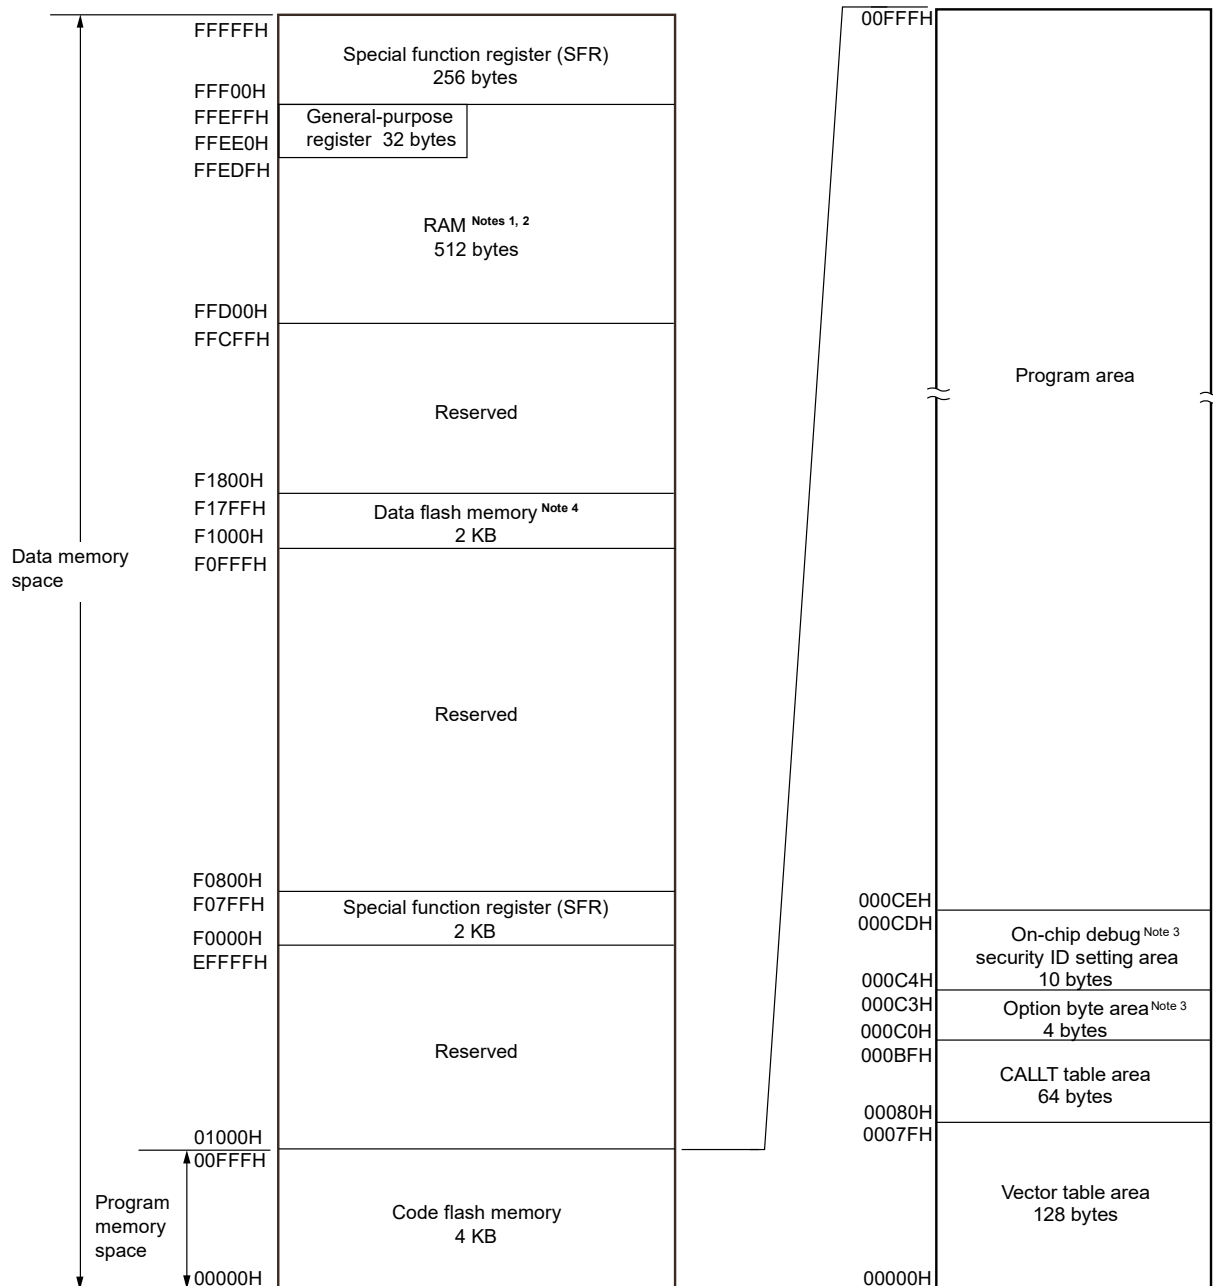 FFFFFH
Special function register (SFR)
256 bytes
FFF00H
FFEFFH
General-purpose
register 32 bytes
FFEE0H
FFEDFH
RAM Notes 1, 2
512 bytes
FFD00H
FFCFFH
Reserved
F1800H
F17FFH
Data flash memory Note 4
2 KB
F1000H
F0FFFH
Data memory
space
Reserved
F0800H
F07FFH
Special function register (SFR)
2 KB
F0000H
EFFFFH
Reserved
01000H
00FFFH
Program
memory
space
Code flash memory
4 KB
00000H
00FFFH
Program area
000CEH
000CDH
On-chip debug Note 3
security ID setting area
10 bytes
000C4H
000C3H
Option byte area Note 3
4 bytes
000C0H
000BFH
CALLT table area
64 bytes
00080H
0007FH
Vector table area
128 bytes
00000H